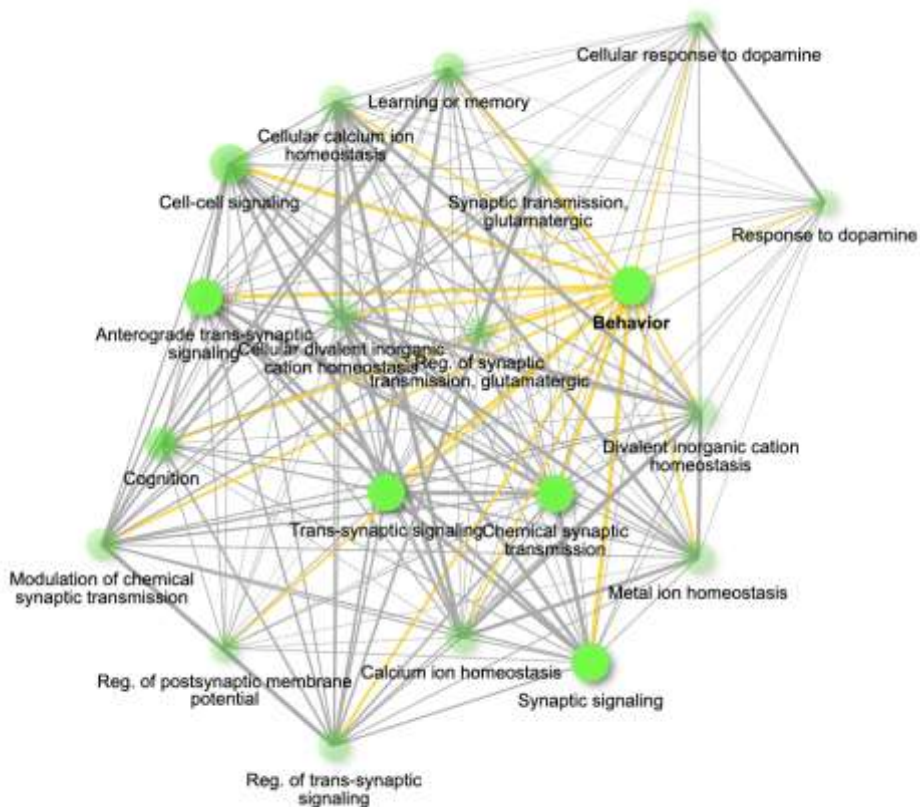 Cellular response to dopamine
Learning or memory
Cellular calcium ion
homeostasis
Cell-cell signaling
Synaptic transmission,
glutamatergic
Response to dopamine
Behavior
Anterograde trans-synaptic
signaling
Cellular divalent inorganic
cation homeostasis
Reg. of synaptic
transmission, glutamatergic
Divalent inorganic cation
homeostasis
Cognition
Trans-synaptic signaling
Chemical synaptic
transmission
Modulation of chemical
synaptic transmission
Metal ion homeostasis
Reg. of postsynaptic membrane
potential
Calcium ion homeostasis
Synaptic signaling
Reg. of trans-synaptic
signaling